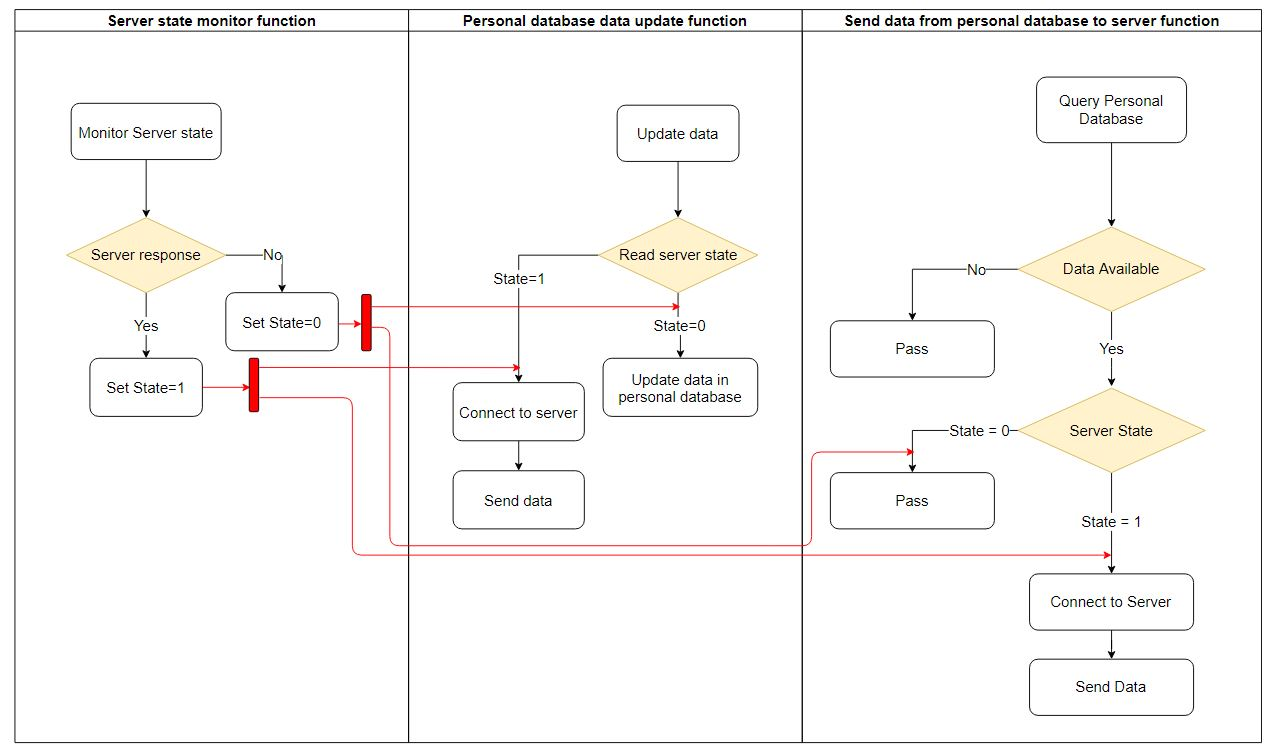 Server state monitor function
Personal database data update function
Send data from personal database to server function
Monitor Server state
Server response
No
Yes
Set State=0
Set State=1
Update data
Read server state
State=1
State=0
Update data in
personal database
Connect to server
Send data
Query Personal
Database
Data Available
No
Pass
Yes
Server State
State = 0
Pass
State = 1
Connect to Server
Send Data